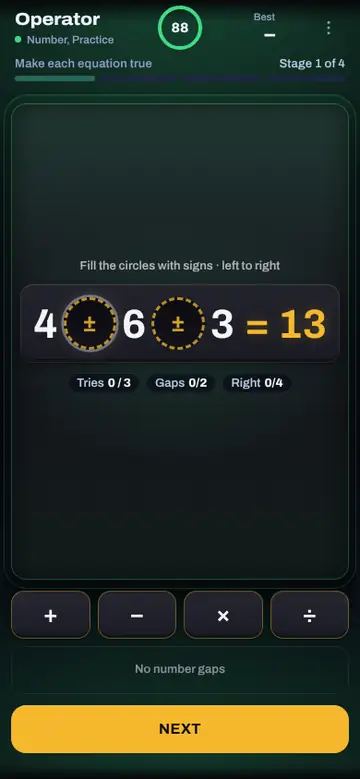 Operator
Number, Practice
88
Best
–
Make each equation true
Stage 1 of 4
Fill the circles with signs · left to right
4 ± 6 ± 3 = 13
Tries 0 / 3
Gaps 0/2
Right 0/4
+ − × ÷
No number gaps
NEXT